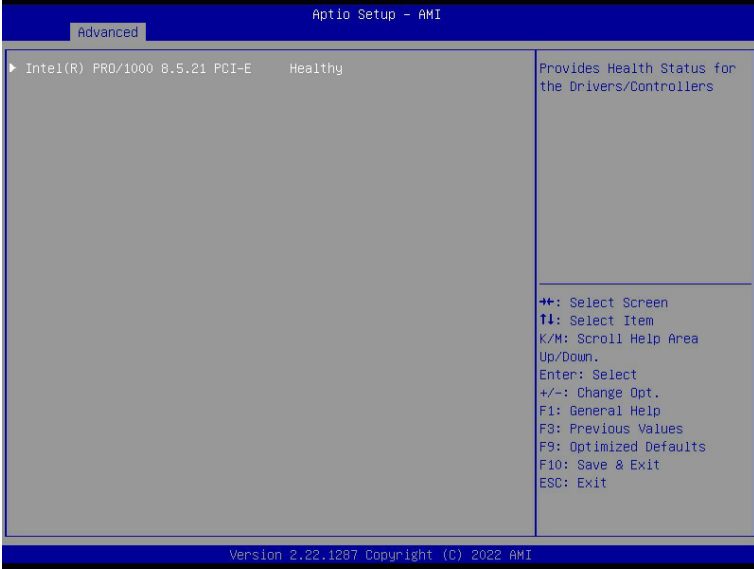 Aptio Setup – AMI
Advanced
▶ Intel(R) PRO/1000 8.5.21 PCI-E Healthy
Provides Health Status for
the Drivers/Controllers
→←: Select Screen
↑↓: Select Item
K/M: Scroll Help Area
Up/Down.
Enter: Select
+/-: Change Opt.
F1: General Help
F3: Previous Values
F9: Optimized Defaults
F10: Save & Exit
ESC: Exit
Version 2.22.1287 Copyright (C) 2022 AMI